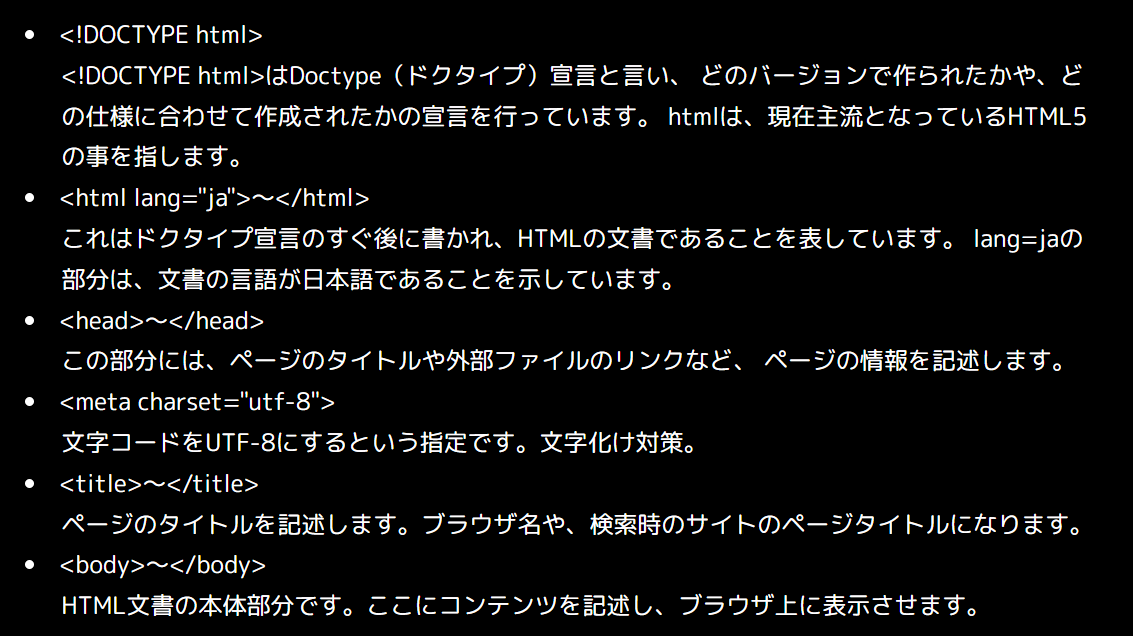 • <!DOCTYPE html>
<!DOCTYPE html>はDoctype（ドクタイプ）宣言と言い、 どのバージョンで作られたかや、ど
の仕様に合わせて作成されたかの宣言を行っています。 htmlは、現在主流となっているHTML5
の事を指します。
• <html lang="ja">～</html>
これはドクタイプ宣言のすぐ後に書かれ、HTMLの文書であることを表しています。 lang=jaの
部分は、文書の言語が日本語であることを示しています。
• <head>～</head>
この部分には、ページのタイトルや外部ファイルのリンクなど、 ページの情報を記述します。
• <meta charset="utf-8">
文字コードをUTF-8にするという指定です。文字化け対策。
• <title>～</title>
ページのタイトルを記述します。ブラウザ名や、検索時のサイトのページタイトルになります。
• <body>～</body>
HTML文書の本体部分です。ここにコンテンツを記述し、ブラウザ上に表示させます。